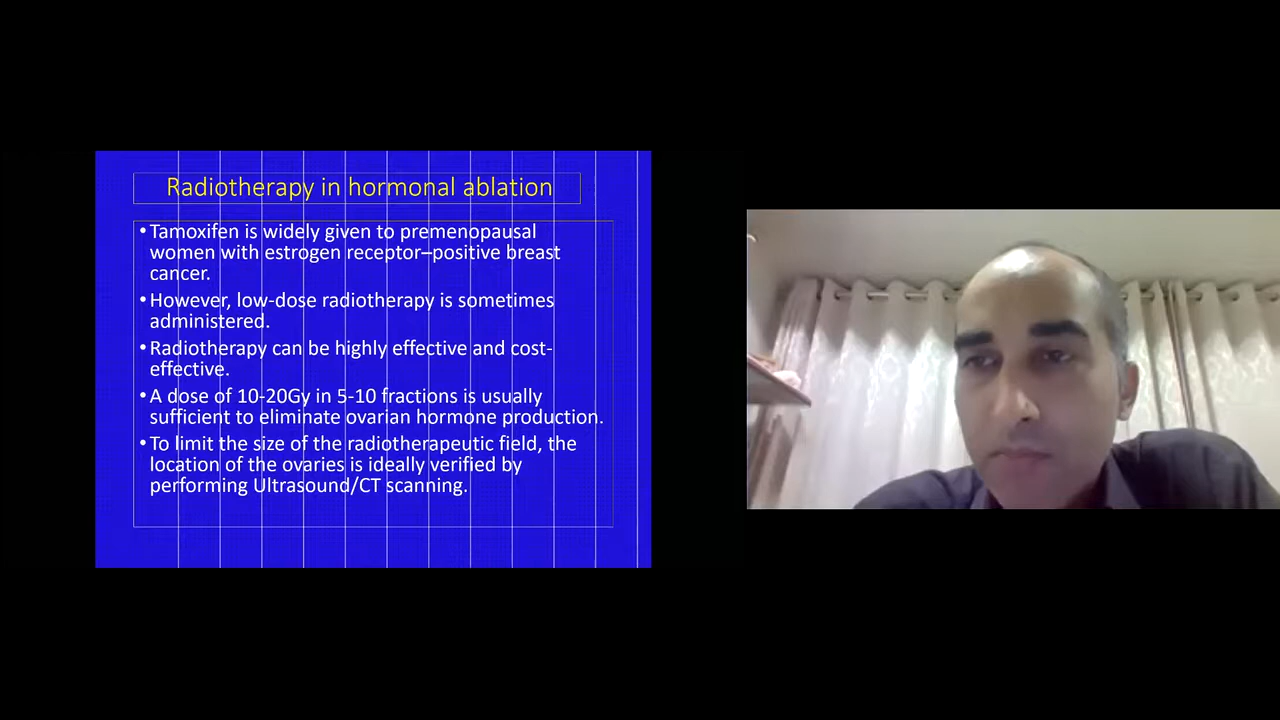 Radiotherapy in hormonal ablation
•Tamoxifen is widely given to premenopausal
women with estrogen receptor–positive breast
cancer.
•However, low-dose radiotherapy is sometimes
administered.
•Radiotherapy can be highly effective and cost-
effective.
•A dose of 10-20Gy in 5-10 fractions is usually
sufficient to eliminate ovarian hormone production.
•To limit the size of the radiotherapeutic field, the
location of the ovaries is ideally verified by
performing Ultrasound/CT scanning.